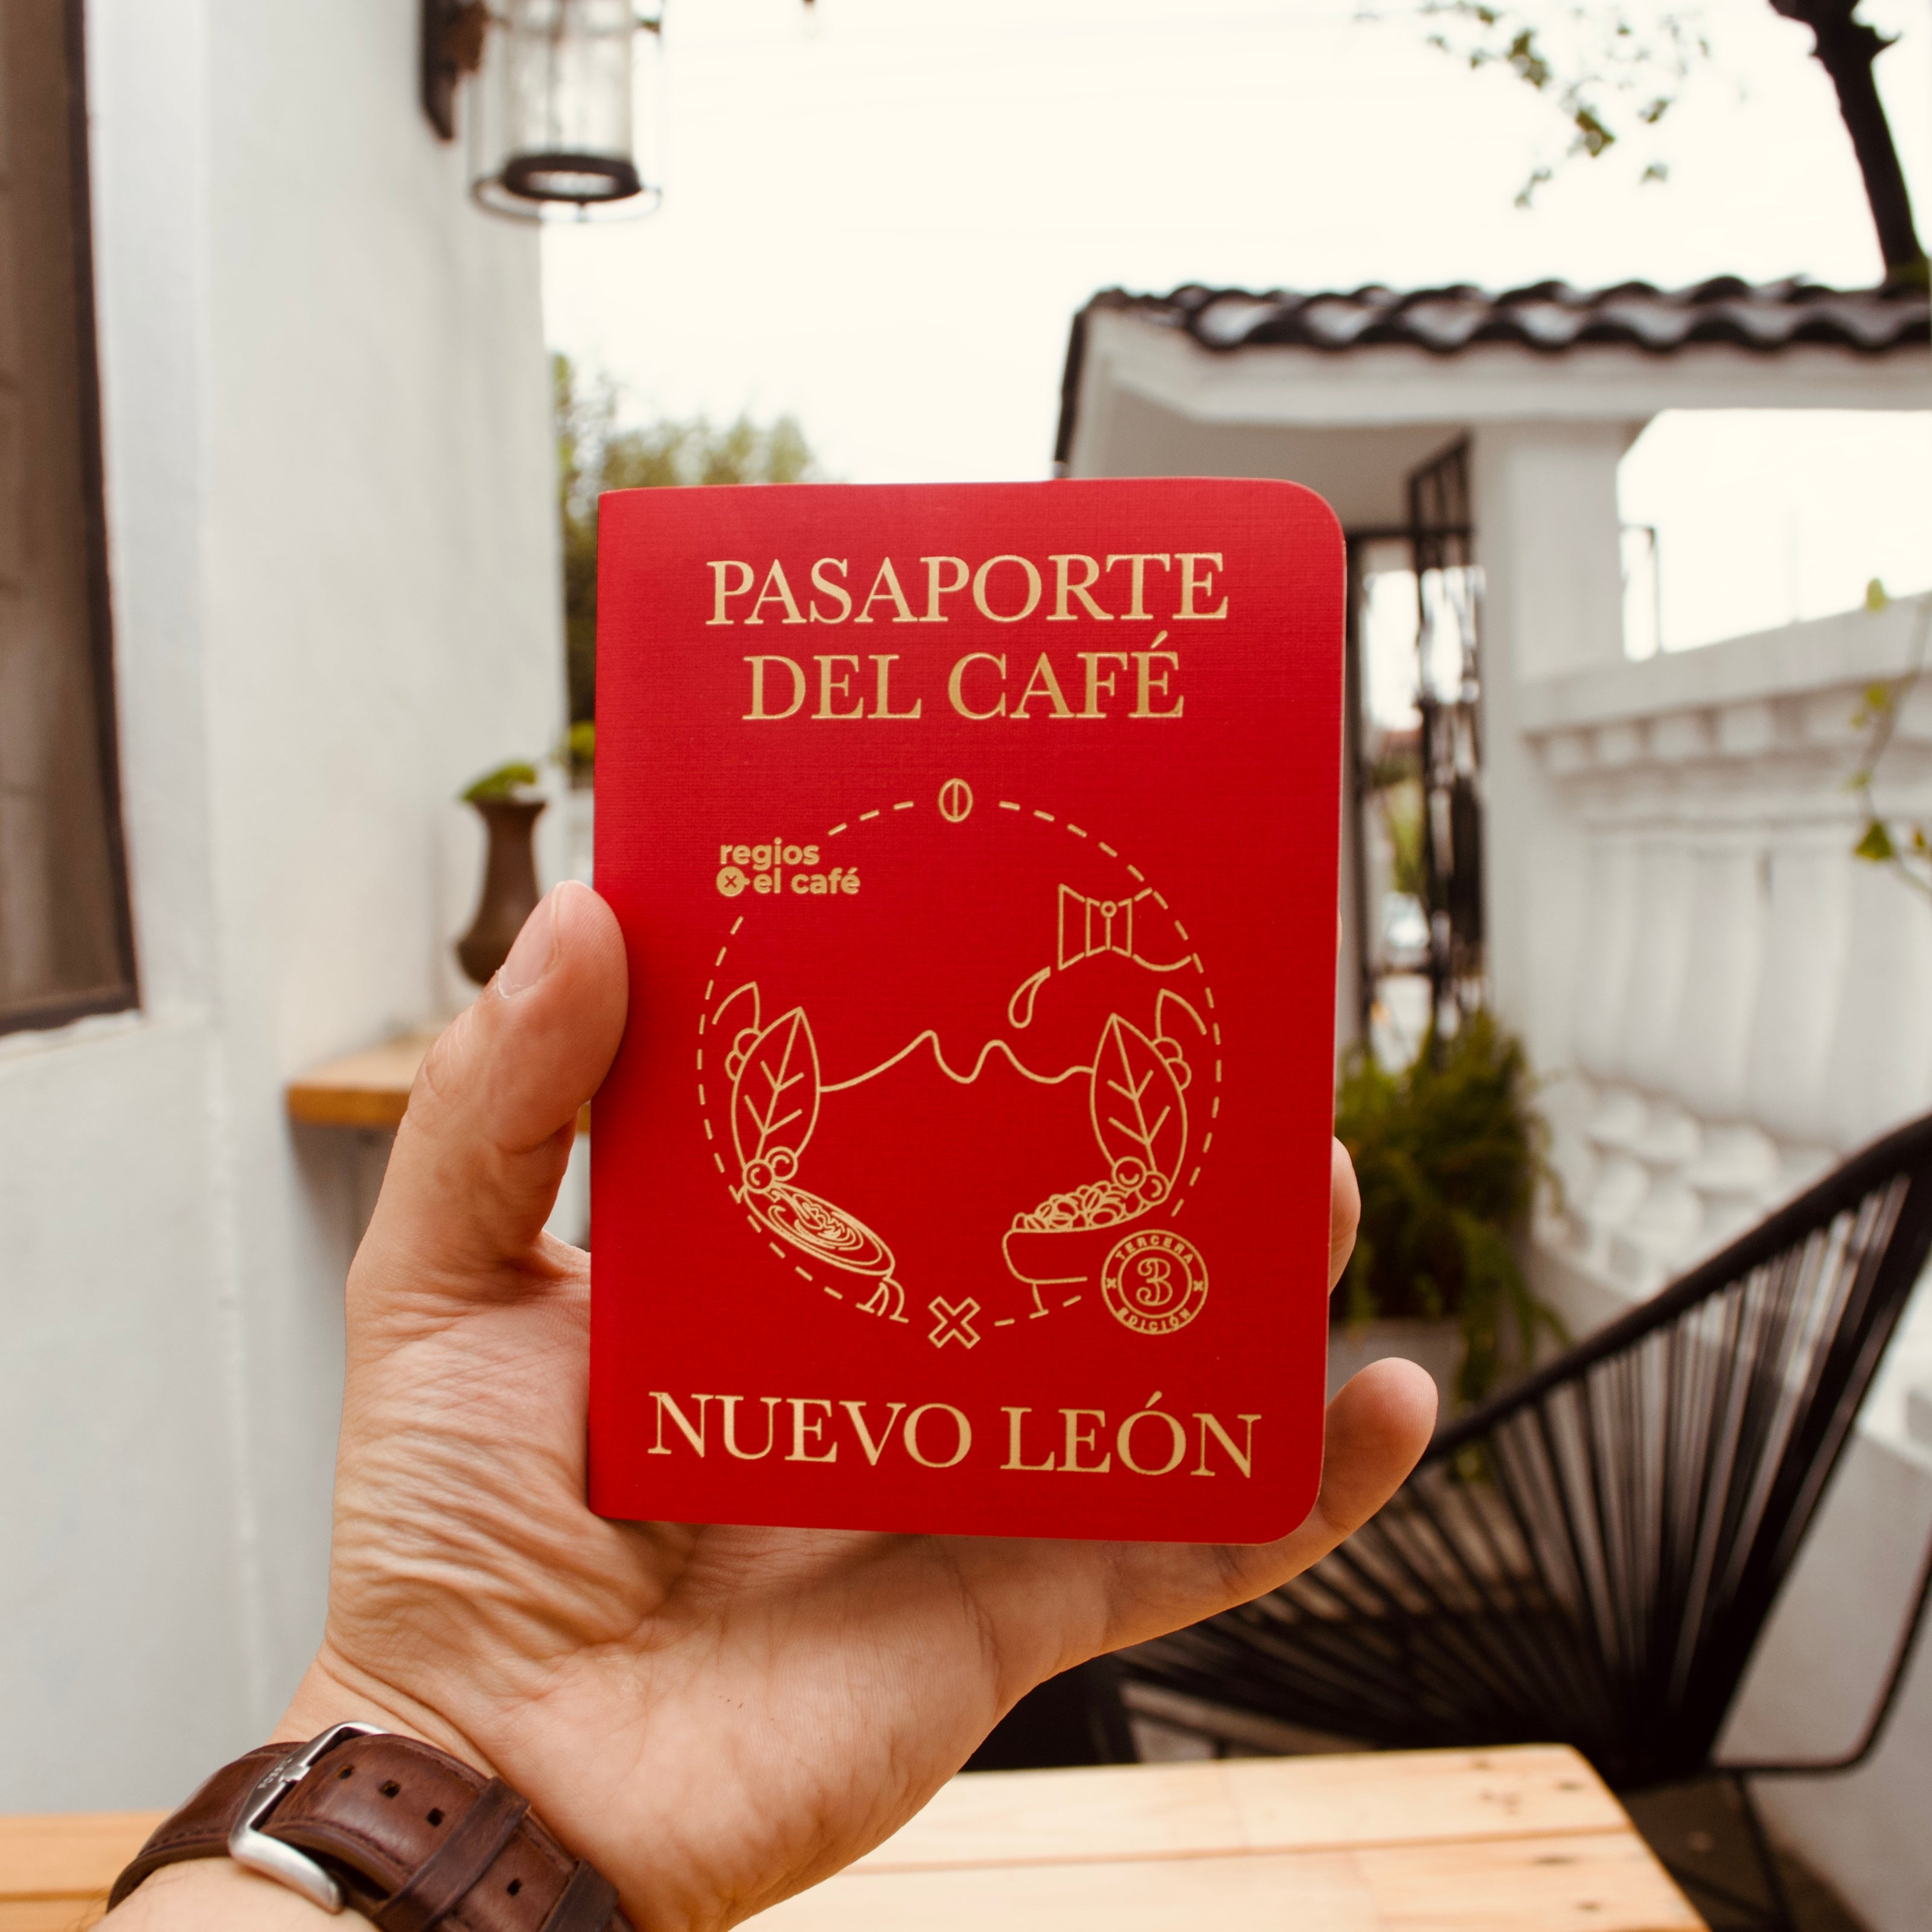 PASAPORTE
DEL CAFÉ
regios
x el café
TERCERA
3
EDICIÓN
NUEVO LEÓN